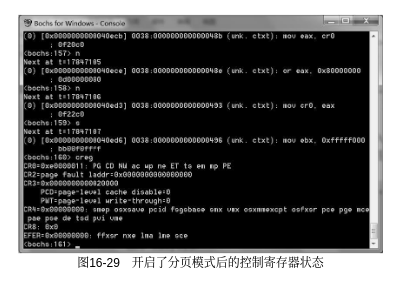 Bochs for Windows - Console
(0) [0x000000000040ecb] 0038:000000000000048b (unk. ctxt): mov eax, cr0
; 0f20c0
<bochs:157> n
Next at t=17847185
(0) [0x000000000040ece] 0038:000000000000048e (unk. ctxt): or eax, 0x80000000
; 0d00000080
<bochs:158> n
Next at t=17847186
(0) [0x000000000040ed3] 0038:0000000000000493 (unk. ctxt): mov cr0, eax
; 0f22c0
<bochs:159> s
Next at t=17847187
(0) [0x000000000040ed6] 0038:0000000000000496 (unk. ctxt): mov ebx, 0xfffff000
; bb00f0ffff
<bochs:160> creg
CR0=0xe0000011: PG CD NW ac wp ne ET ts em mp PE
CR2=page fault laddr=0x0000000000000000
CR3=0x000000000020000
PCD=page-level cache disable=0
PWT=page-level write-through=0
CR4=0x00000000: smep osxsave pcid fsgsbase smx vmx osxmmexcpt osfxsr pce pge mce
pae pse de tsd pvi vme
CR8: 0x0
EFER=0x00000000: ffxsr nxe lma lme sce
<bochs:161> _
图16-29 开启了分页模式后的控制寄存器状态